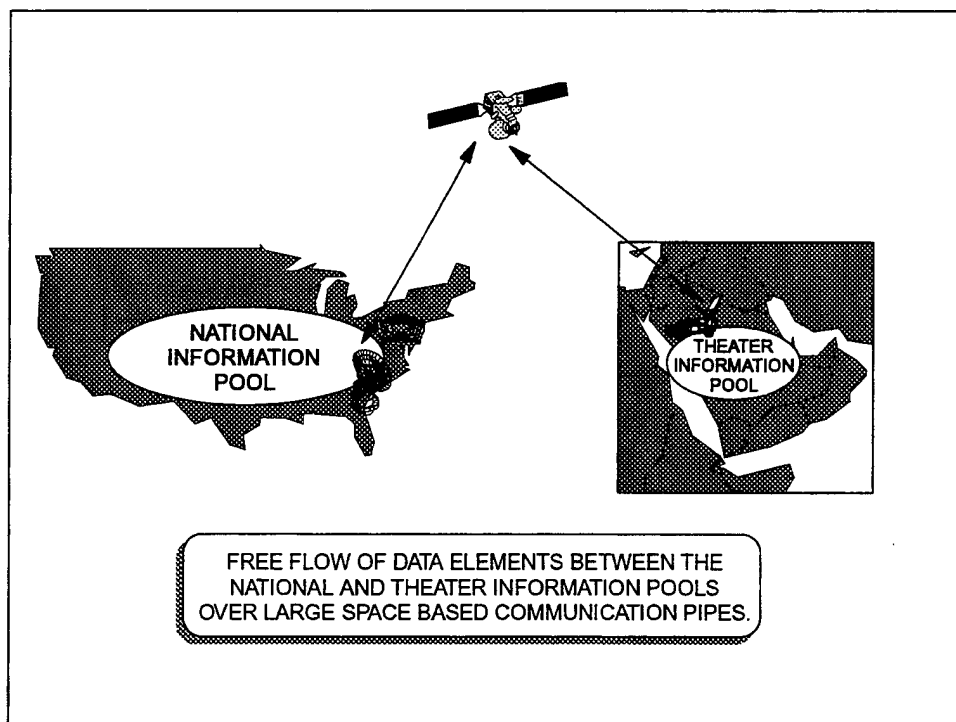 NATIONAL
INFORMATION
POOL
THEATER
INFORMATION
POOL
FREE FLOW OF DATA ELEMENTS BETWEEN THE
NATIONAL AND THEATER INFORMATION POOLS
OVER LARGE SPACE BASED COMMUNICATION PIPES.